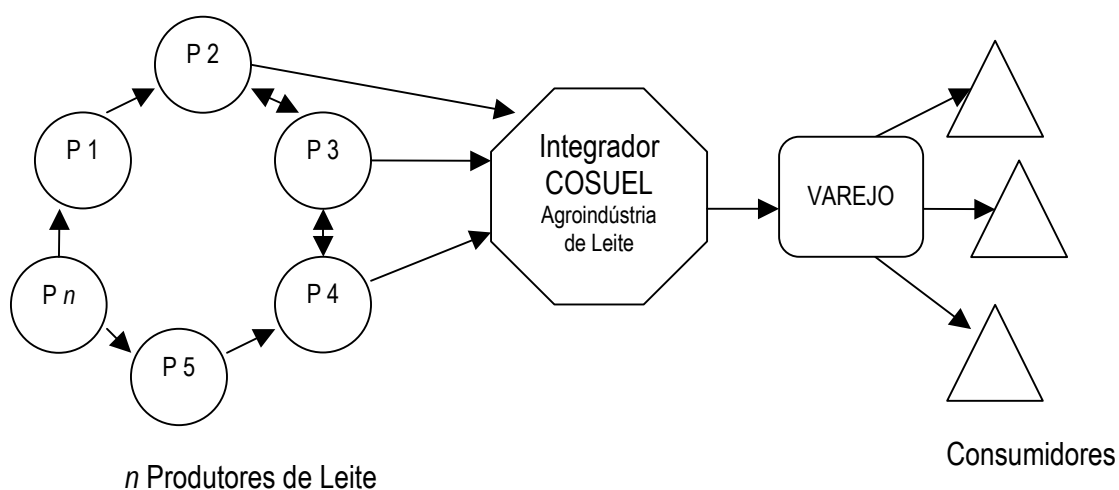 P 2
P 1
P 3
P n
P 4
P 5
Integrador
COSUEL
Agroindústria
de Leite
VAREJO
n Produtores de Leite
Consumidores